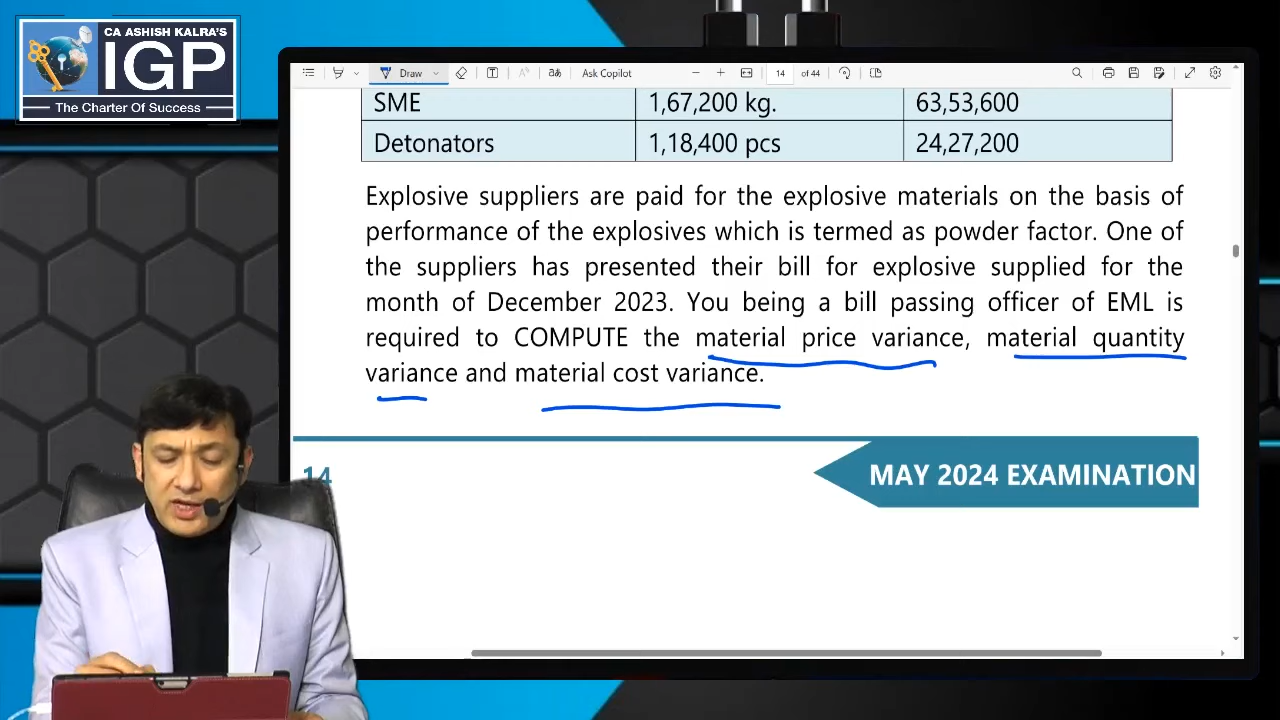 CA ASHISH KALRA'S
IGP
The Charter Of Success
Draw
Ask Copilot
14 of 44
SME 1,67,200 kg. 63,53,600
Detonators 1,18,400 pcs 24,27,200
Explosive suppliers are paid for the explosive materials on the basis of
performance of the explosives which is termed as powder factor. One of
the suppliers has presented their bill for explosive supplied for the
month of December 2023. You being a bill passing officer of EML is
required to COMPUTE the material price variance, material quantity
variance and material cost variance.
14
MAY 2024 EXAMINATION